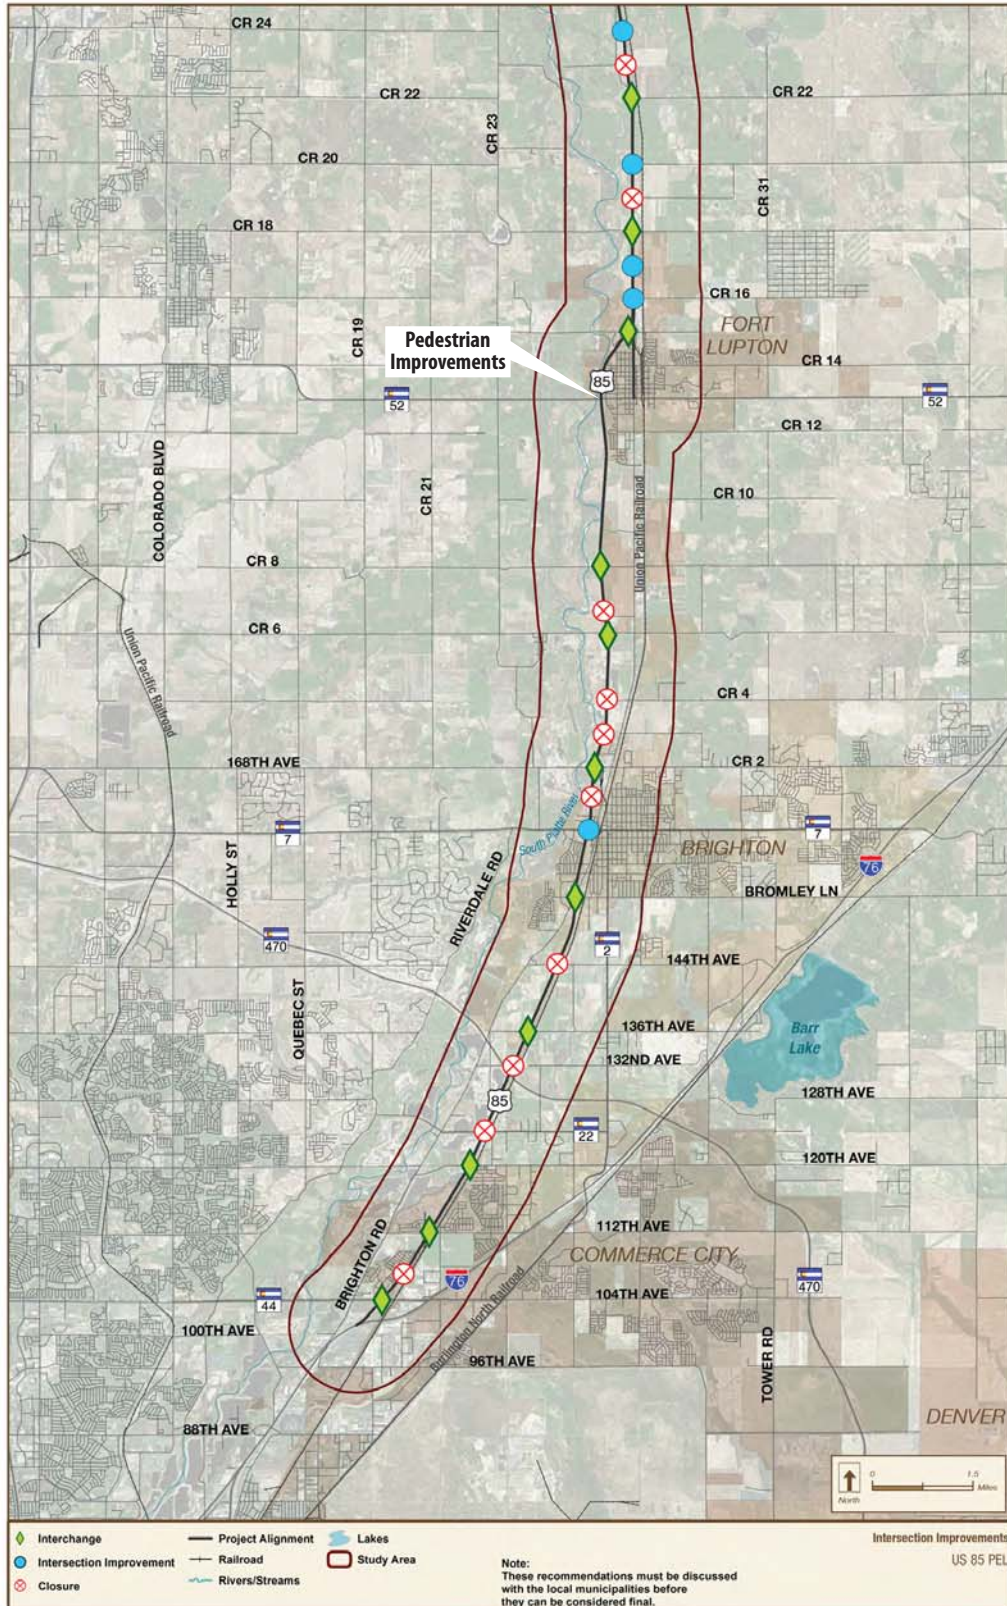 CR 24
CR 22
CR 22
CR 23
CR 20
CR 31
CR 18
CR 16
FORT
LUPTON
CR 19
Pedestrian
Improvements
CR 14
85
52
52
CR 12
COLORADO BLVD
CR 21
CR 10
Union Pacific Railroad
CR 8
CR 6
Union Pacific Railroad
CR 4
168TH AVE
CR 2
South Platte River
7
7
BRIGHTON
76
HOLLY ST
RIVERDALE RD
BROMLEY LN
470
2
144TH AVE
QUEBEC ST
136TH AVE
Barr
Lake
132ND AVE
85
128TH AVE
22
120TH AVE
BRIGHTON RD
112TH AVE
COMMERCE CITY
76
470
44
104TH AVE
100TH AVE
Burlington North Railroad
96TH AVE
TOWER RD
88TH AVE
DENVER
0 1.5
Miles
North
Interchange
Intersection Improvement
Closure
Project Alignment
Railroad
Rivers/Streams
Lakes
Study Area
Note:
These recommendations must be discussed
with the local municipalities before
they can be considered final.
Intersection Improvements
US 85 PEL